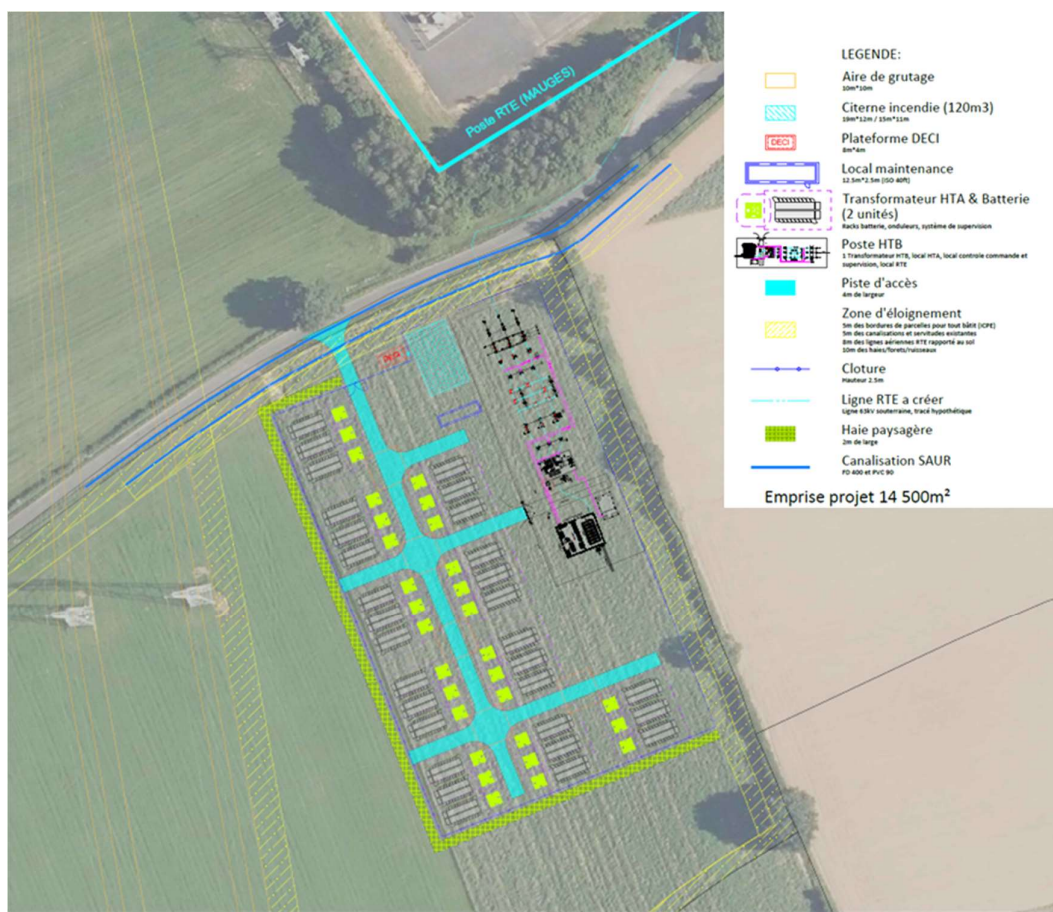 Poste RTE (MAUGES)
DECI
LEGENDE:
Aire de grutage
10m*10m
Citerne incendie (120m3)
19m*12m / 15m*11m
DECI
Plateforme DECI
8m*4m
Local maintenance
12.5m*2.5m (ISO 40ft)
Transformateur HTA & Batterie
(2 unités)
Racks batterie, onduleurs, système de supervision
Poste HTB
1 Transformateur HTB, local HTA, local controle commande et
supervision, local RTE
Piste d'accès
4m de largeur
Zone d'éloignement
5m des bordures de parcelles pour tout bâtit (ICPE)
5m des canalisations et servitudes existantes
8m des lignes aériennes RTE rapporté au sol
10m des haies/forets/ruisseaux
Cloture
Hauteur 2.5m
Ligne RTE a créer
Ligne 63kV souterraine, tracé hypothétique
Haie paysagère
2m de large
Canalisation SAUR
FD 400 et PVC 90
Emprise projet 14 500m²